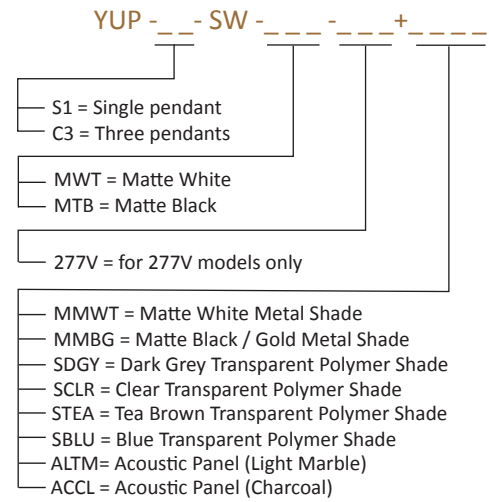 YUP -_ _- SW -_ _ _ -_ _ _+_ _ _ _
S1 = Single pendant
C3 = Three pendants
MWT = Matte White
MTB = Matte Black
277V = for 277V models only
MMWT = Matte White Metal Shade
MMBG = Matte Black / Gold Metal Shade
SDGY = Dark Grey Transparent Polymer Shade
SCLR = Clear Transparent Polymer Shade
STEA = Tea Brown Transparent Polymer Shade
SBLU = Blue Transparent Polymer Shade
ALTM= Acoustic Panel (Light Marble)
ACCL = Acoustic Panel (Charcoal)